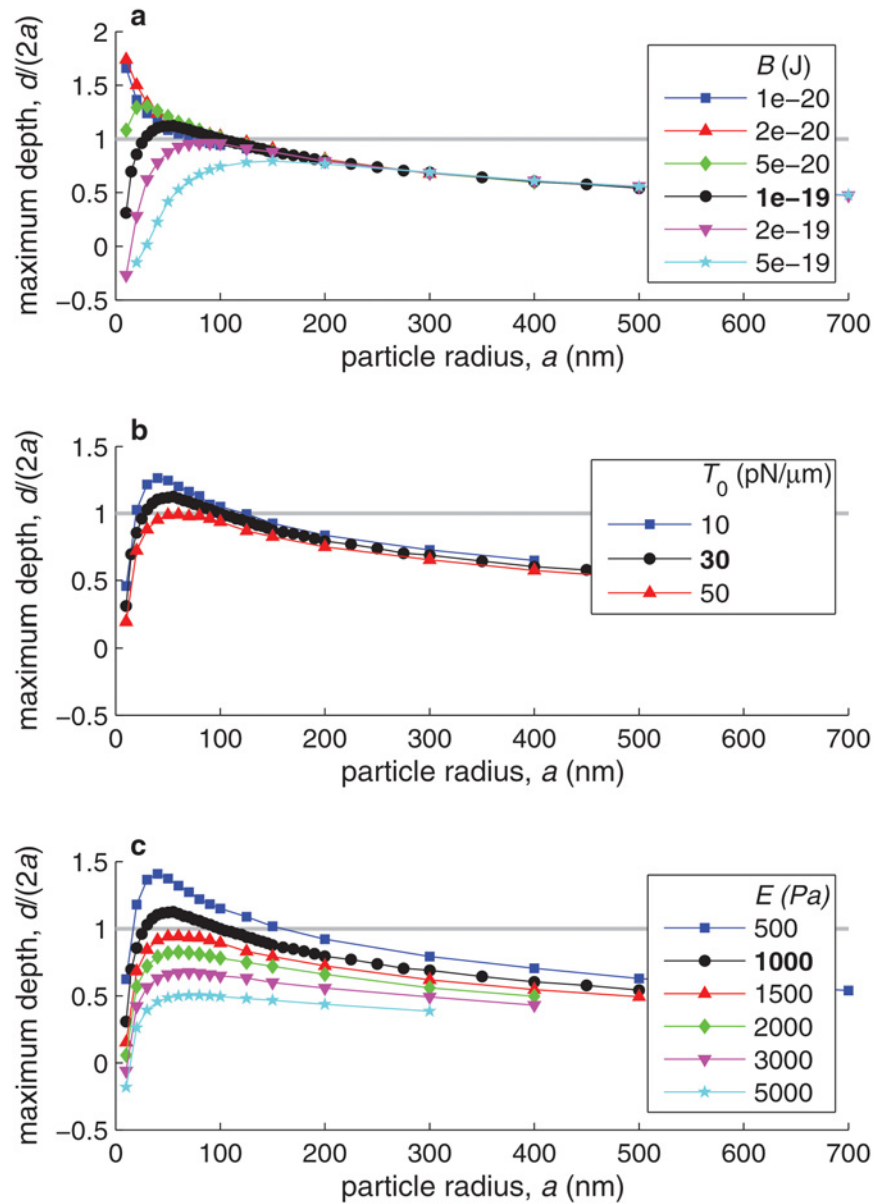 a
maximum depth, d/(2a)
2
1.5
1
0.5
0
−0.5
0 100 200 300 400 500 600 700
particle radius, a (nm)
B (J)
1e−20
2e−20
5e−20
1e−19
2e−19
5e−19
b
maximum depth, d/(2a)
1.5
1
0.5
0
−0.5
0 100 200 300 400 500 600 700
particle radius, a (nm)
T0 (pN/μm)
10
30
50
c
maximum depth, d/(2a)
1.5
1
0.5
0
−0.5
0 100 200 300 400 500 600 700
particle radius, a (nm)
E (Pa)
500
1000
1500
2000
3000
5000